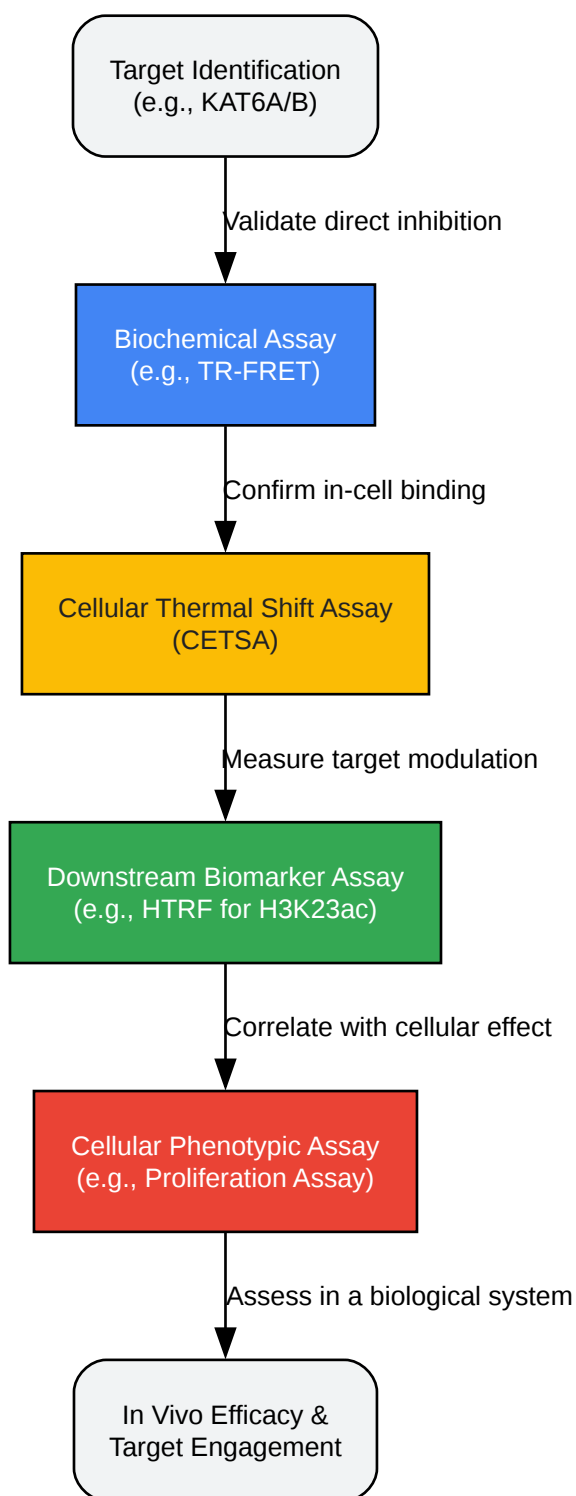 Target Identification
(e.g., KAT6A/B)
Validate direct inhibition
Biochemical Assay
(e.g., TR-FRET)
Confirm in-cell binding
Cellular Thermal Shift Assay
(CETSA)
Measure target modulation
Downstream Biomarker Assay
(e.g., HTRF for H3K23ac)
Correlate with cellular effect
Cellular Phenotypic Assay
(e.g., Proliferation Assay)
Assess in a biological system
In Vivo Efficacy &
Target Engagement